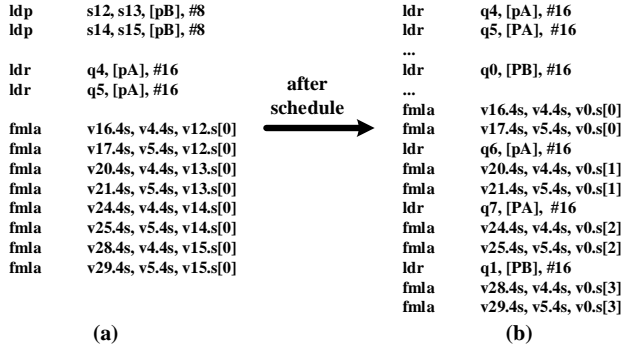 ldp s12, s13, [pB], #8
ldp s14, s15, [pB], #8
ldr q4, [pA], #16
ldr q5, [pA], #16
fmla v16.4s, v4.4s, v12.s[0]
fmla v17.4s, v5.4s, v12.s[0]
fmla v20.4s, v4.4s, v13.s[0]
fmla v21.4s, v5.4s, v13.s[0]
fmla v24.4s, v4.4s, v14.s[0]
fmla v25.4s, v5.4s, v14.s[0]
fmla v28.4s, v4.4s, v15.s[0]
fmla v29.4s, v5.4s, v15.s[0]
(a)
after
schedule
ldr q4, [pA], #16
ldr q5, [PA], #16
...
ldr q0, [PB], #16
...
fmla v16.4s, v4.4s, v0.s[0]
fmla v17.4s, v5.4s, v0.s[0]
ldr q6, [pA], #16
fmla v20.4s, v4.4s, v0.s[1]
fmla v21.4s, v5.4s, v0.s[1]
ldr q7, [PA], #16
fmla v24.4s, v4.4s, v0.s[2]
fmla v25.4s, v5.4s, v0.s[2]
ldr q1, [PB], #16
fmla v28.4s, v4.4s, v0.s[3]
fmla v29.4s, v5.4s, v0.s[3]
(b)